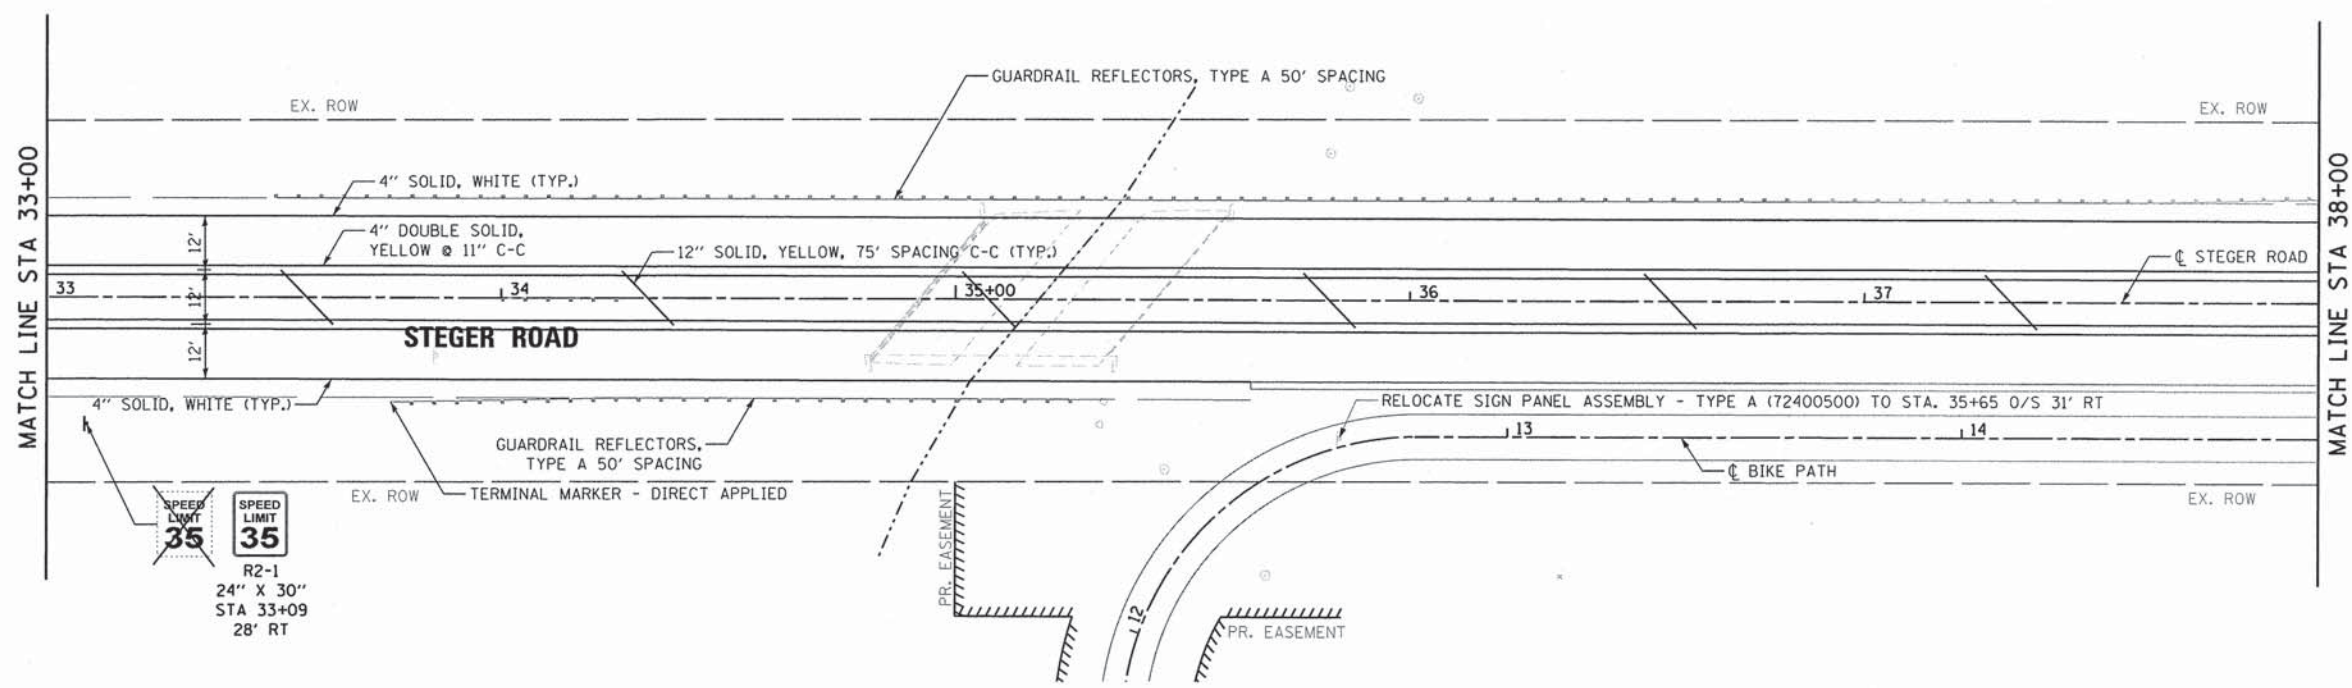 GUARDRAIL REFLECTORS, TYPE A 50' SPACING
EX. ROW
EX. ROW
MATCH LINE STA 33+00
MATCH LINE STA 38+00
4" SOLID, WHITE (TYP.)
4" DOUBLE SOLID,
YELLOW @ 11" C-C
12" SOLID, YELLOW, 75' SPACING C-C (TYP.)
12'
12'
12'
℄ STEGER ROAD
33
34
35+00
36
37
STEGER ROAD
4" SOLID, WHITE (TYP.)
RELOCATE SIGN PANEL ASSEMBLY - TYPE A (72400500) TO STA. 35+65 O/S 31' RT
13
14
GUARDRAIL REFLECTORS,
TYPE A 50' SPACING
℄ BIKE PATH
EX. ROW
TERMINAL MARKER - DIRECT APPLIED
EX. ROW
SPEED
LIMIT
35
SPEED
LIMIT
35
R2-1
24" X 30"
STA 33+09
28' RT
PR. EASEMENT
12
PR. EASEMENT